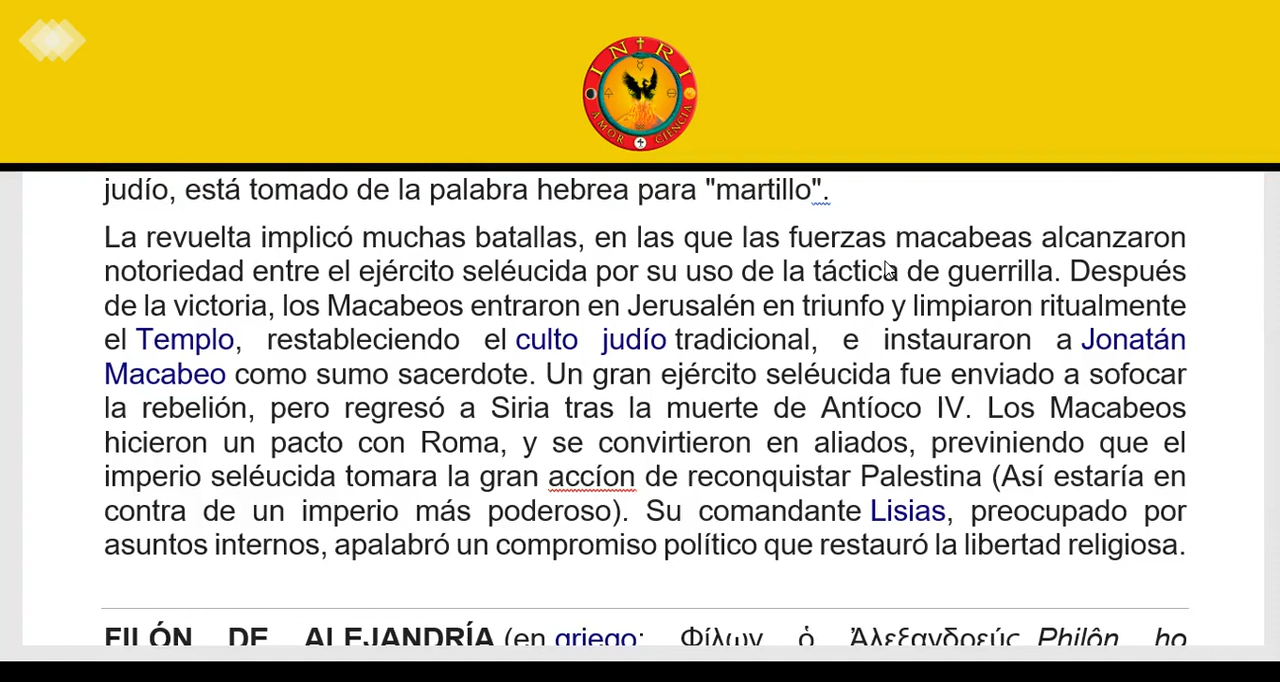 INRI
AMOR CIENCIA
judío, está tomado de la palabra hebrea para "martillo".
La revuelta implicó muchas batallas, en las que las fuerzas macabeas alcanzaron
notoriedad entre el ejército seléucida por su uso de la táctica de guerrilla. Después
de la victoria, los Macabeos entraron en Jerusalén en triunfo y limpiaron ritualmente
el Templo, restableciendo el culto judío tradicional, e instauraron a Jonatán
Macabeo como sumo sacerdote. Un gran ejército seléucida fue enviado a sofocar
la rebelión, pero regresó a Siria tras la muerte de Antíoco IV. Los Macabeos
hicieron un pacto con Roma, y se convirtieron en aliados, previniendo que el
imperio seléucida tomara la gran accíon de reconquistar Palestina (Así estaría en
contra de un imperio más poderoso). Su comandante Lisias, preocupado por
asuntos internos, apalabró un compromiso político que restauró la libertad religiosa.
FILÓN DE ALEJANDRÍA (en griego: Φίλων ὁ Ἀλεξανδρεύς Philôn ho